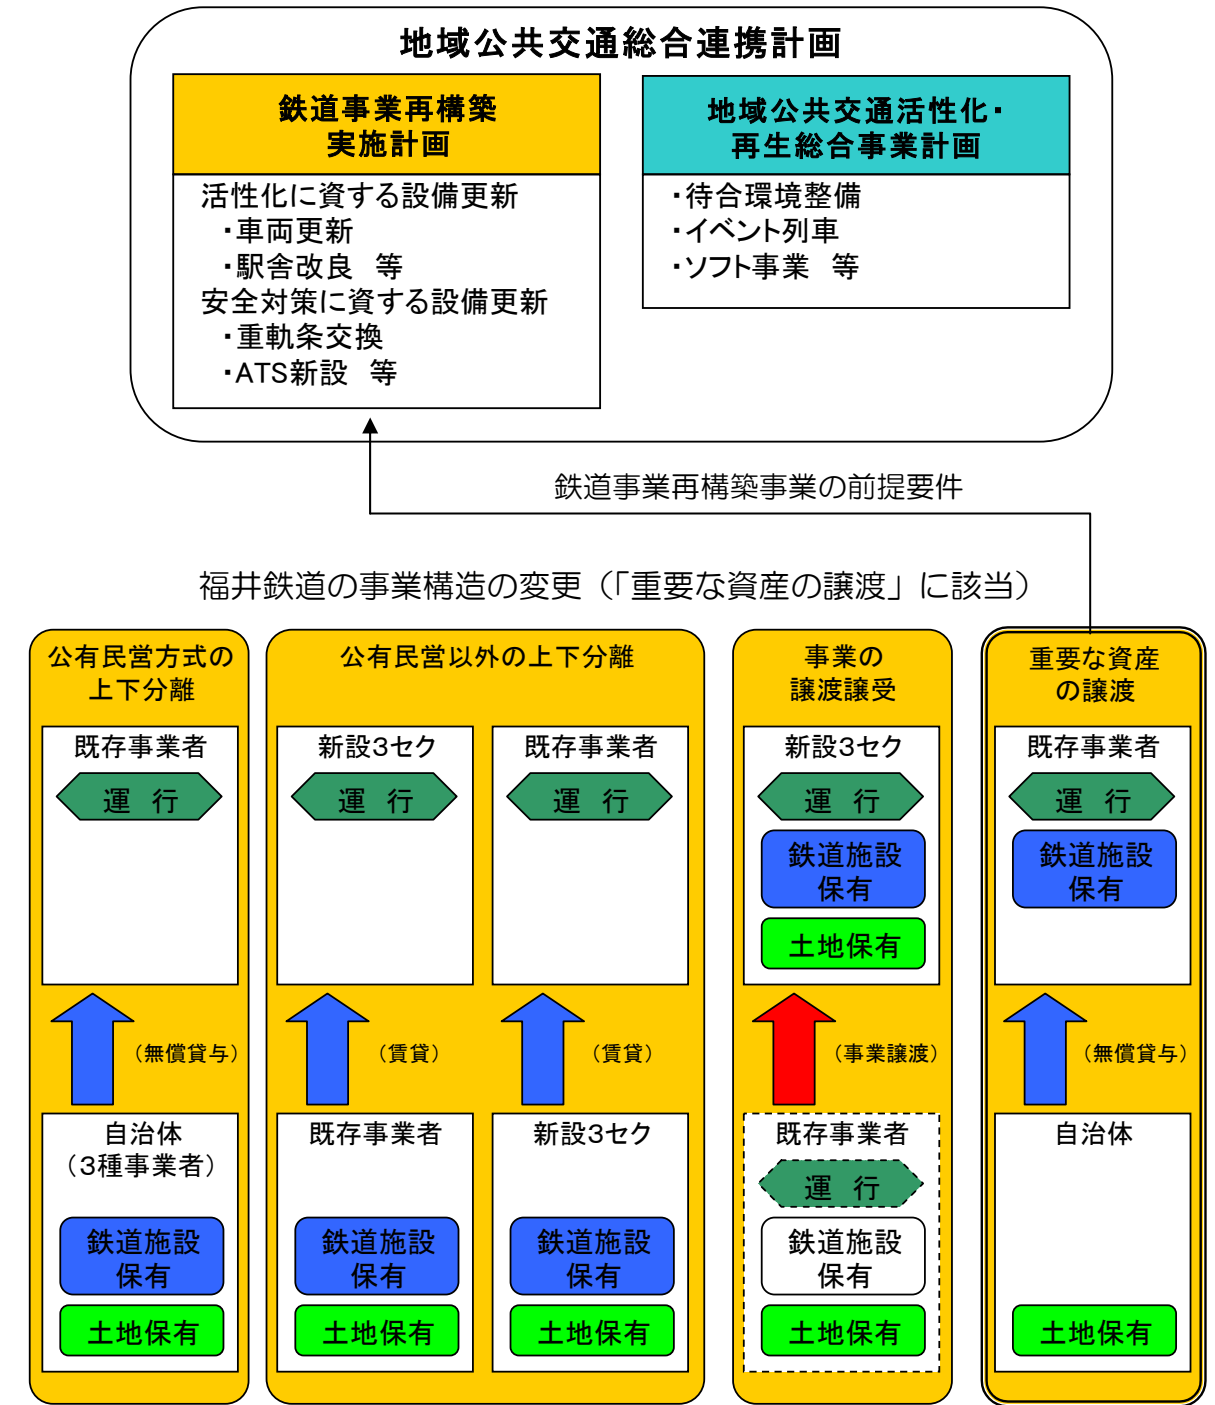 地域公共交通総合連携計画
鉄道事業再構築
実施計画
活性化に資する設備更新
・車両更新
・駅舎改良　等
安全対策に資する設備更新
・重軌条交換
・ATS新設　等
地域公共交通活性化・
再生総合事業計画
・待合環境整備
・イベント列車
・ソフト事業　等
鉄道事業再構築事業の前提要件
福井鉄道の事業構造の変更（「重要な資産の譲渡」に該当）
公有民営方式の
上下分離
既存事業者
運　行
（無償貸与）
自治体
（3種事業者）
鉄道施設
保有
土地保有
公有民営以外の上下分離
新設3セク
運　行
（賃貸）
既存事業者
鉄道施設
保有
土地保有
既存事業者
運　行
（賃貸）
新設3セク
鉄道施設
保有
土地保有
事業の
譲渡譲受
新設3セク
運　行
鉄道施設
保有
土地保有
（事業譲渡）
既存事業者
運　行
鉄道施設
保有
土地保有
重要な資産
の譲渡
既存事業者
運　行
鉄道施設
保有
（無償貸与）
自治体
土地保有